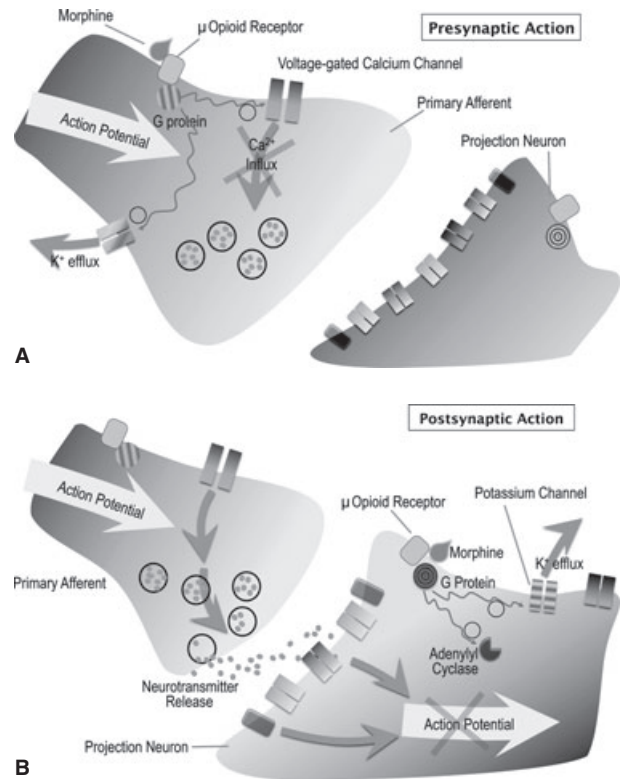 Morphine
μ Opioid Receptor
Presynaptic Action
Voltage-gated Calcium Channel
Primary Afferent
Action Potential
G protein
Ca²⁺
Influx
Projection Neuron
K⁺ efflux
A
Postsynaptic Action
Action Potential
μ Opioid Receptor
Potassium Channel
Morphine
K⁺ efflux
G Protein
Primary Afferent
Adenylyl
Cyclase
Neurotransmitter
Release
Action Potential
Projection Neuron
B